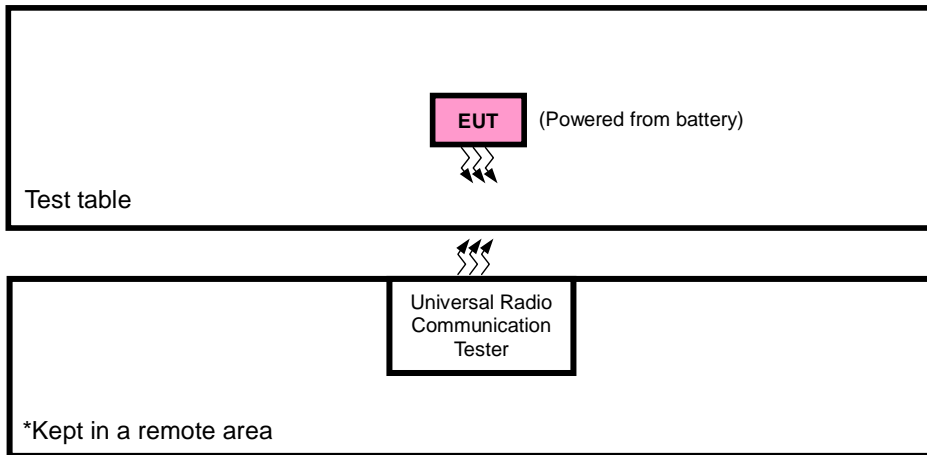 EUT
(Powered from battery)
Test table
Universal Radio
Communication
Tester
*Kept in a remote area